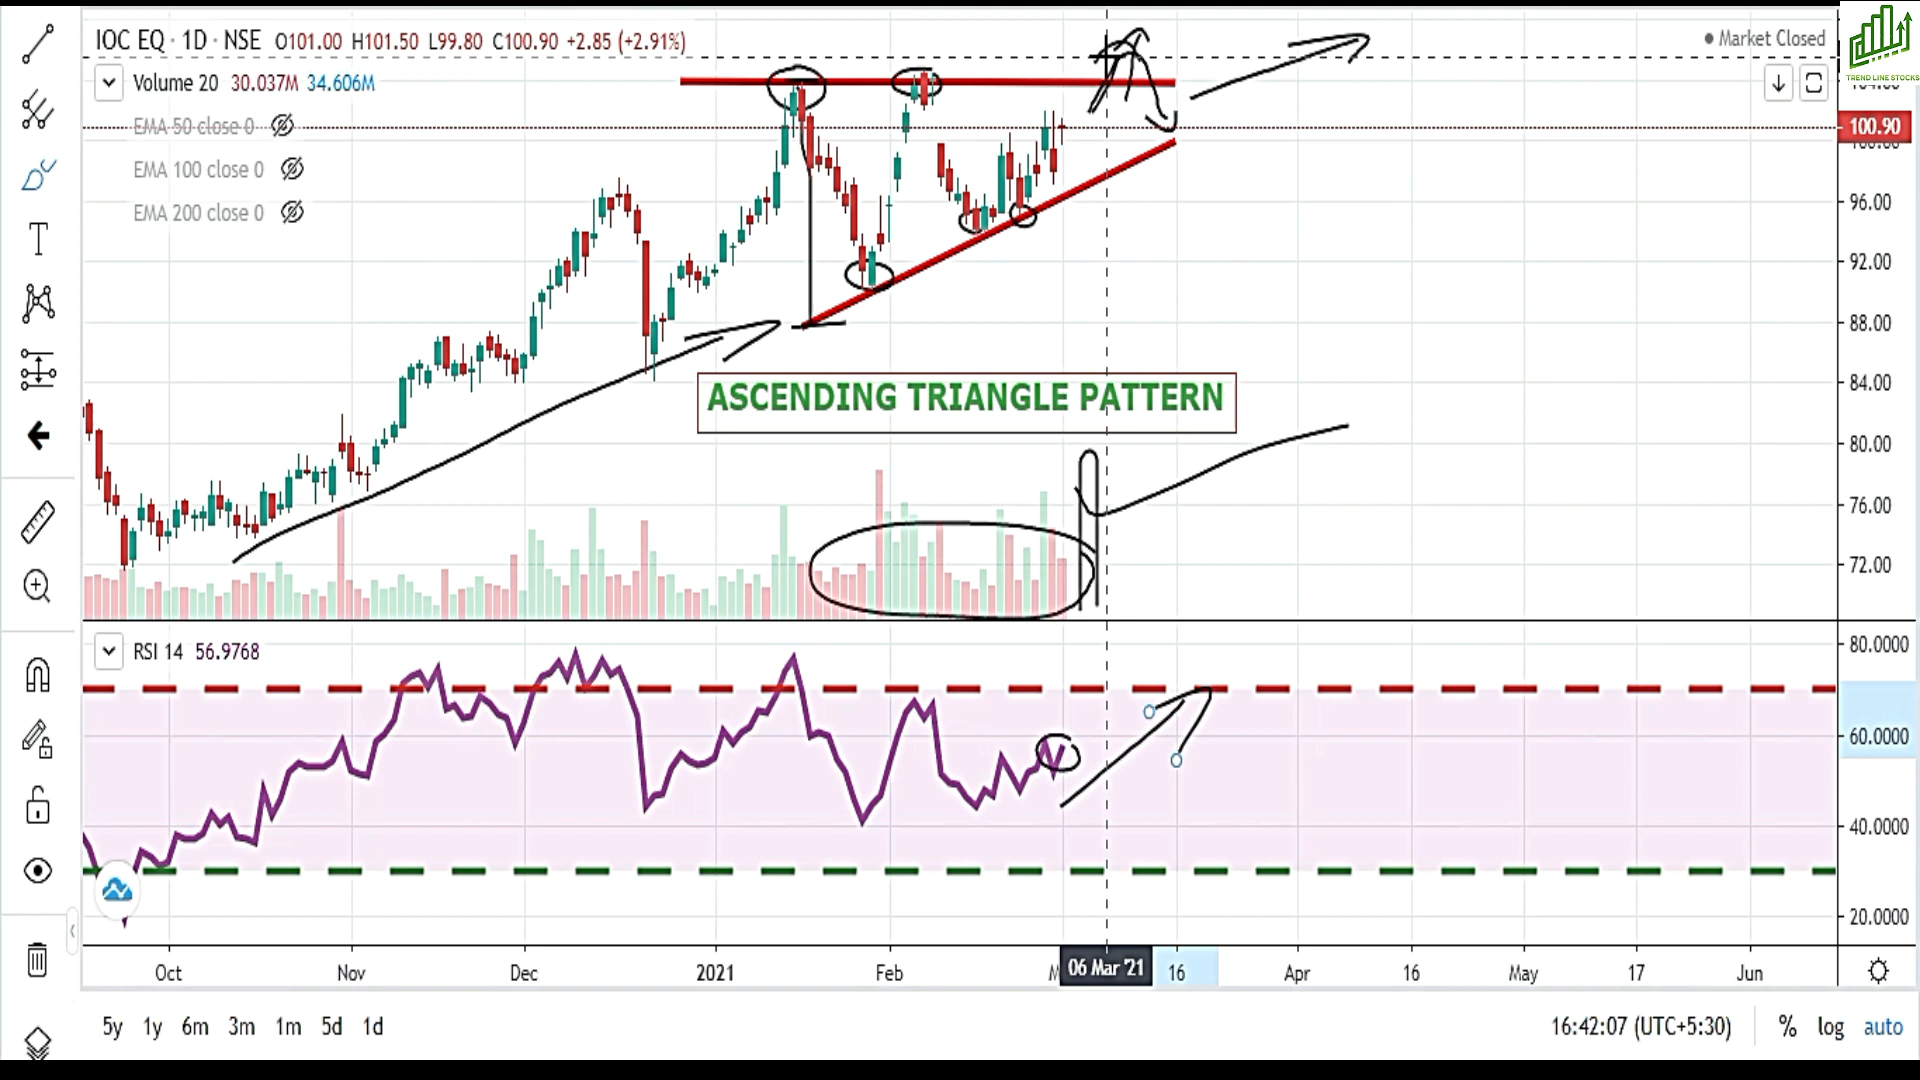 IOC EQ · 1D · NSE O101.00 H101.50 L99.80 C100.90 +2.85 (+2.91%)
Market Closed
TREND LINE STOCKS
Volume 20 30.037M 34.606M
EMA 50 close 0
EMA 100 close 0
EMA 200 close 0
100.90
96.00
92.00
88.00
84.00
80.00
76.00
72.00
ASCENDING TRIANGLE PATTERN
RSI 14 56.9768
80.0000
60.0000
40.0000
20.0000
Oct Nov Dec 2021 Feb 06 Mar '21 16 Apr 16 May 17 Jun
5y 1y 6m 3m 1m 5d 1d 16:42:07 (UTC+5:30) % log auto